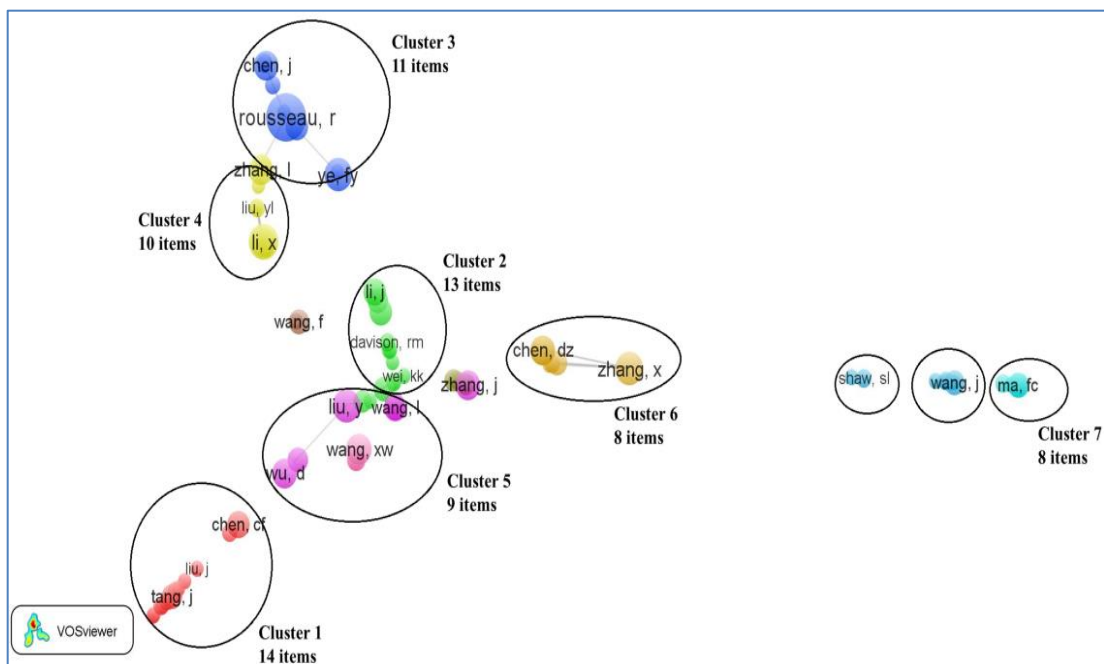 Cluster 3
11 items
chen, j
rousseau, r
zhang, l
ye, fy
liu, yl
li, x
Cluster 4
10 items
Cluster 2
13 items
li, j
davison, rm
wei, kk
wang, f
chen, dz
zhang, x
Cluster 6
8 items
zhang, j
shaw, sl
wang, j
ma, fc
Cluster 7
8 items
liu, y
wang, l
wang, xw
wu, d
Cluster 5
9 items
chen, cf
liu, j
tang, j
Cluster 1
14 items
VOSviewer